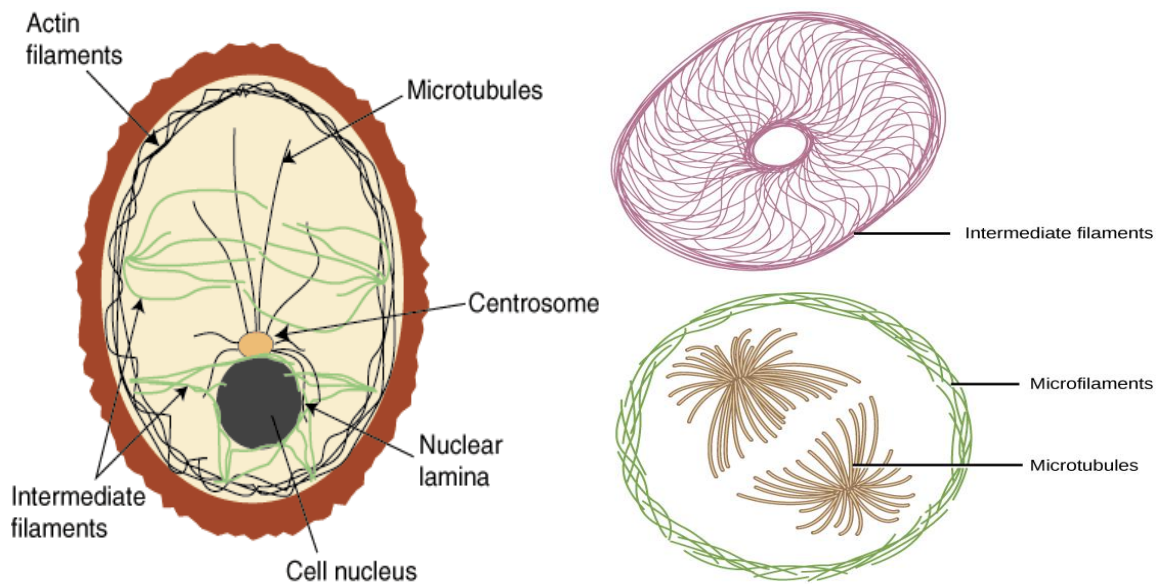 Actin
filaments
Microtubules
Centrosome
Nuclear
lamina
Intermediate
filaments
Cell nucleus
Intermediate filaments
Microfilaments
Microtubules